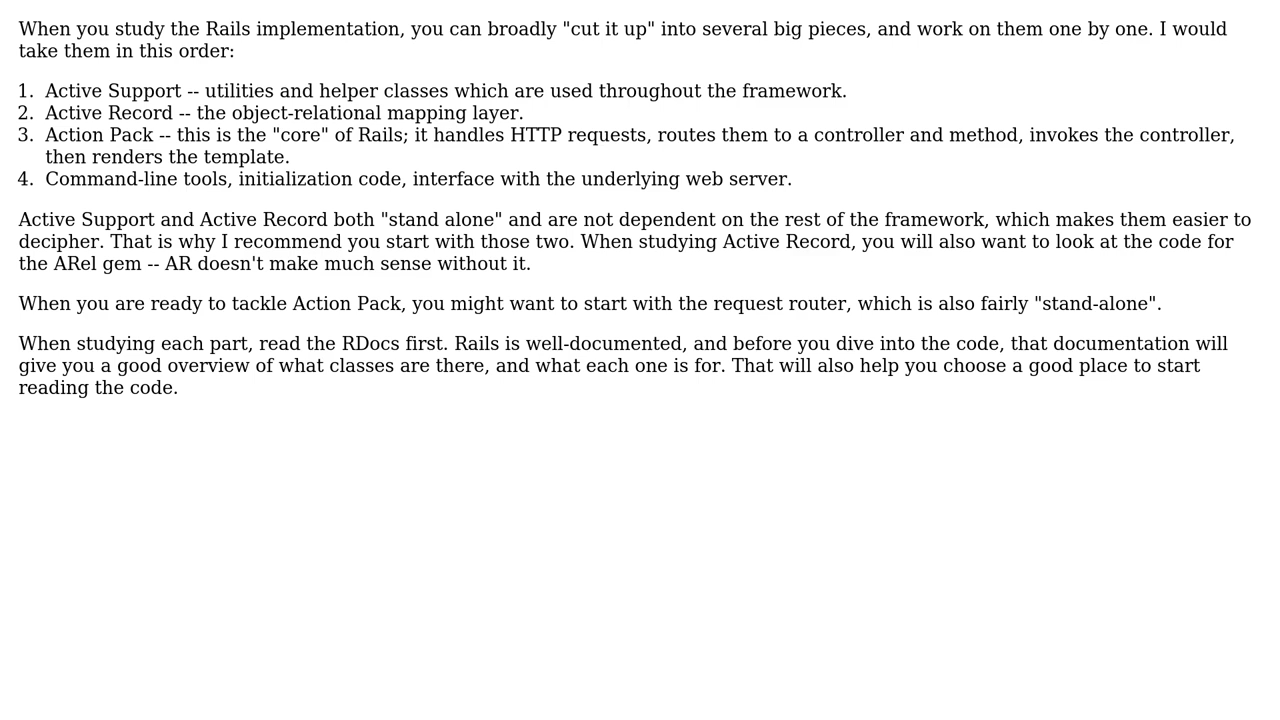 When you study the Rails implementation, you can broadly "cut it up" into several big pieces, and work on them one by one. I would
take them in this order:
1. Active Support -- utilities and helper classes which are used throughout the framework.
2. Active Record -- the object-relational mapping layer.
3. Action Pack -- this is the "core" of Rails; it handles HTTP requests, routes them to a controller and method, invokes the controller,
then renders the template.
4. Command-line tools, initialization code, interface with the underlying web server.
Active Support and Active Record both "stand alone" and are not dependent on the rest of the framework, which makes them easier to
decipher. That is why I recommend you start with those two. When studying Active Record, you will also want to look at the code for
the ARel gem -- AR doesn't make much sense without it.
When you are ready to tackle Action Pack, you might want to start with the request router, which is also fairly "stand-alone".
When studying each part, read the RDocs first. Rails is well-documented, and before you dive into the code, that documentation will
give you a good overview of what classes are there, and what each one is for. That will also help you choose a good place to start
reading the code.